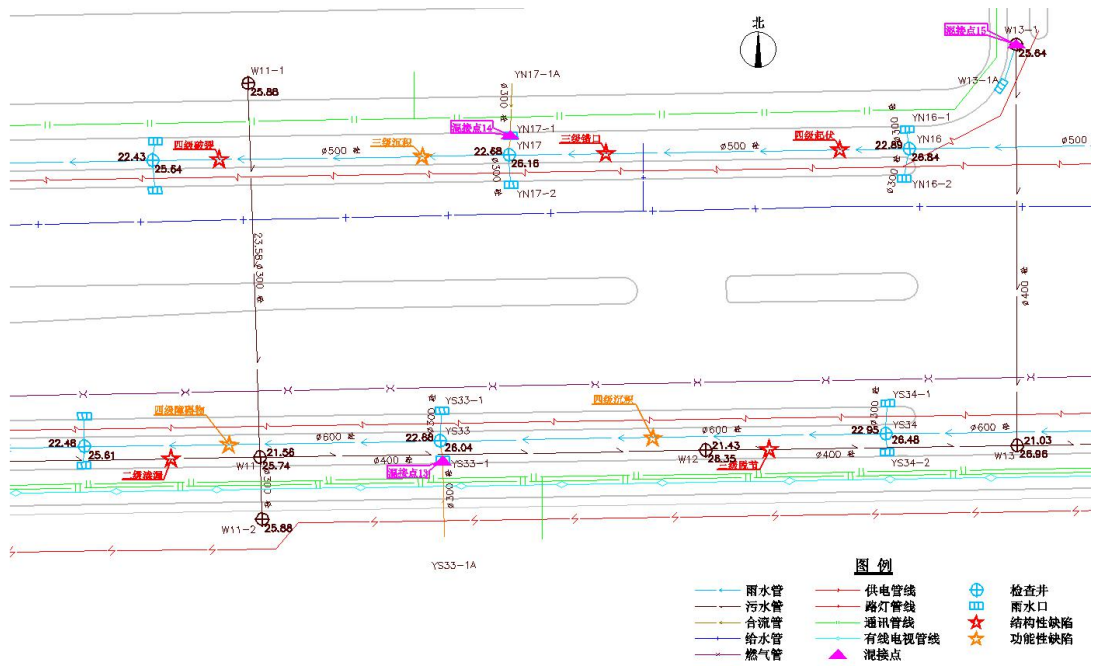 北
混接点15
W13-1
25.64
W11-1
25.88
YN17-1A
W13-1A
ø300
混接点14
YN17-1
YN16-1
ø300
四级破裂
三级沉积
三级错口
四级起伏
YN17
YN16
22.43
25.64
ø500
22.68
26.16
ø500
22.89
26.84
ø500
ø300
YN17-2
ø300
YN16-2
23.58
ø300
ø400
YS33-1
YS34-1
四级障碍物
四级沉积
ø300
ø300
22.48
25.61
ø600
22.68
YS33
26.04
ø600
22.95
YS34
26.48
ø600
21.03
W13
26.96
W11
21.56
25.74
ø400
YS33-1
W12
21.43
28.35
ø400
YS34-2
二级渗漏
混接点13
ø300
ø300
W11-2
25.88
YS33-1A
图 例
雨水管
供电管线
检查井
污水管
路灯管线
雨水口
合流管
通讯管线
结构性缺陷
给水管
有线电视管线
功能性缺陷
燃气管
混接点